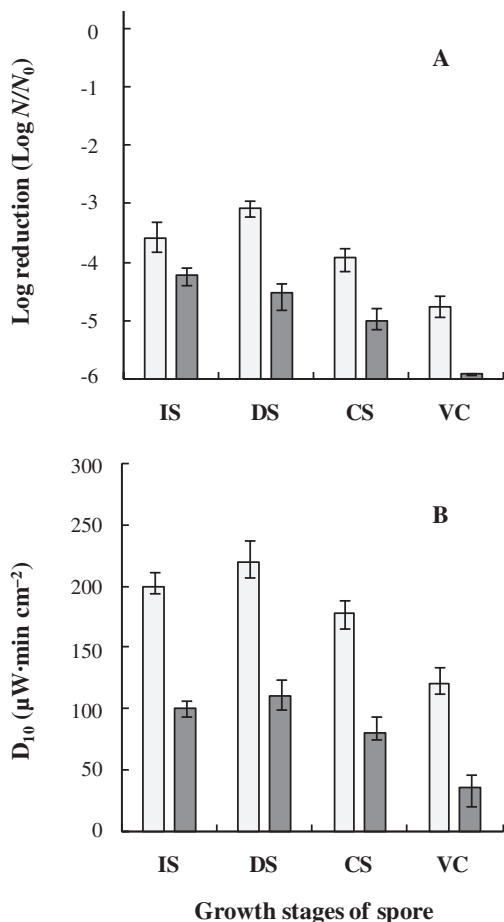 0
A
-1
-2
-3
-4
-5
-6
Log reduction (Log N/N₀)
IS DS CS VC
300
B
250
200
150
100
50
0
D₁₀ (µW·min cm⁻²)
IS DS CS VC
Growth stages of spore